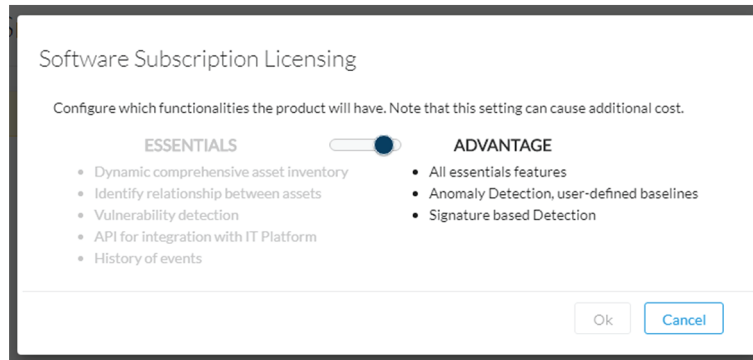 Software Subscription Licensing
Configure which functionalities the product will have. Note that this setting can cause additional cost.
ESSENTIALS
• Dynamic comprehensive asset inventory
• Identify relationship between assets
• Vulnerability detection
• API for integration with IT Platform
• History of events
ADVANTAGE
• All essentials features
• Anomaly Detection, user-defined baselines
• Signature based Detection
Ok
Cancel